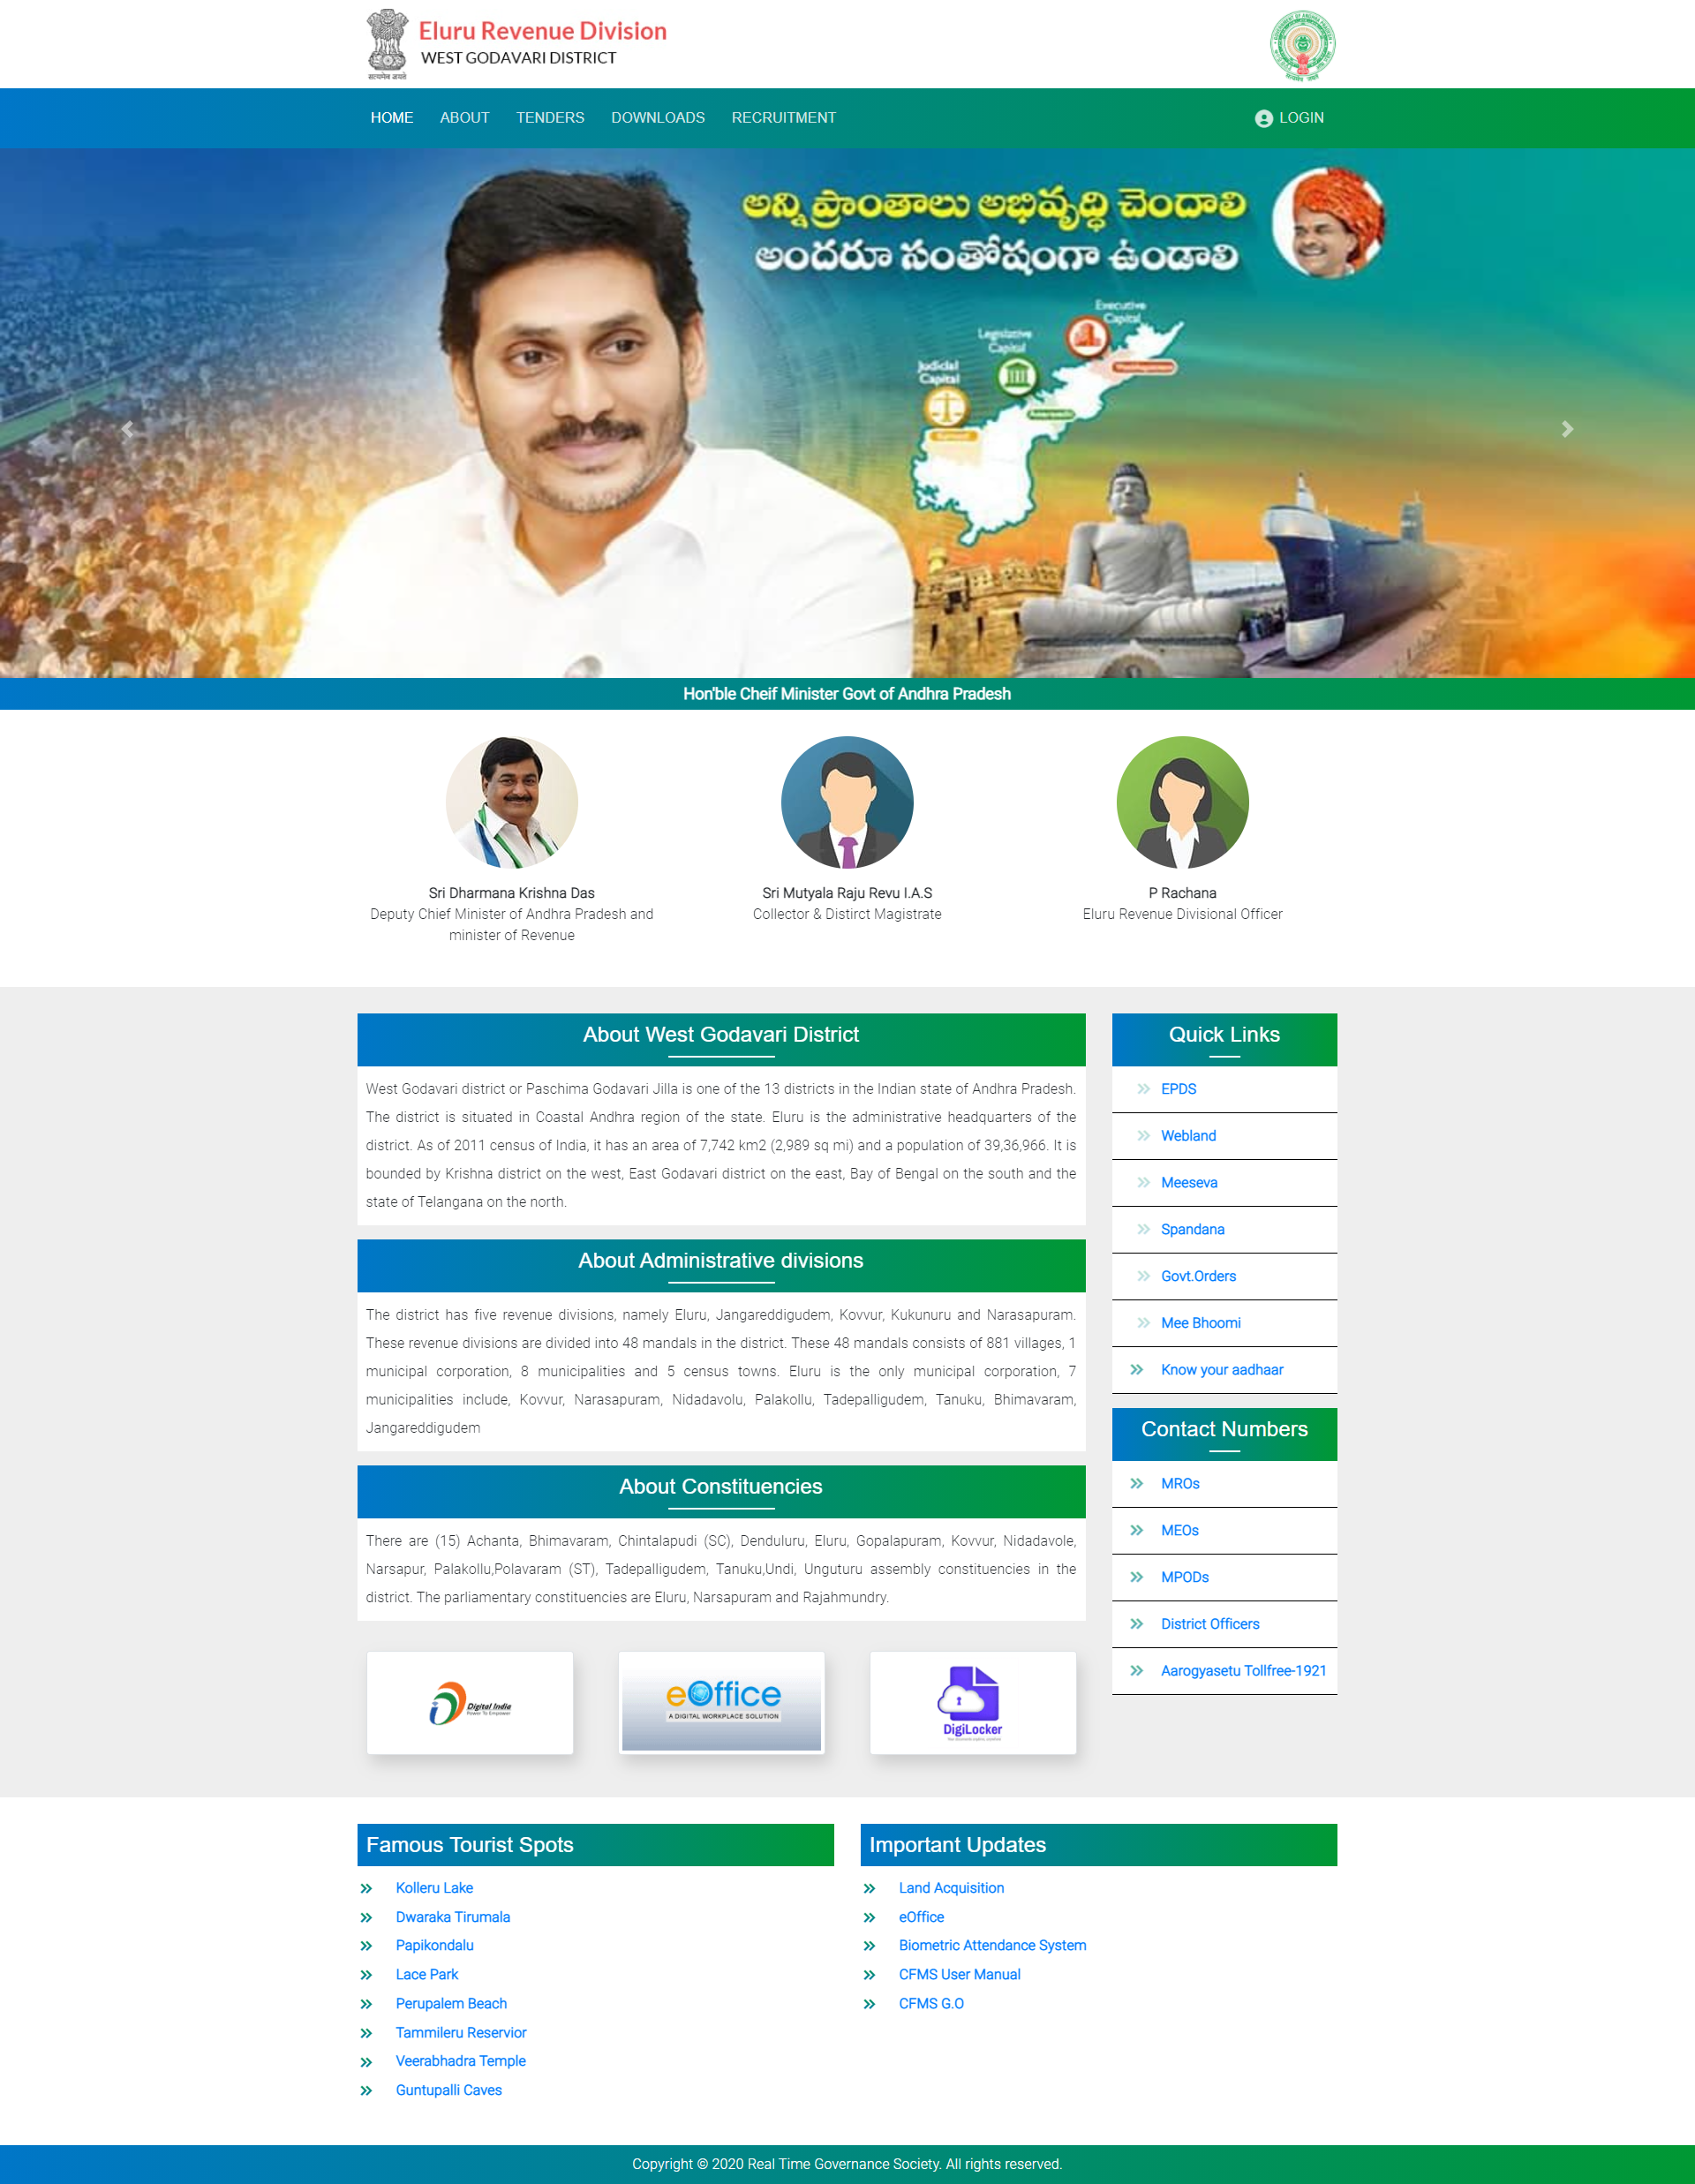 Eluru Revenue Division
WEST GODAVARI DISTRICT
सत्यमेव जयते
HOME ABOUT TENDERS DOWNLOADS RECRUITMENT LOGIN
అన్ని ప్రాంతాలు అభివృద్ధి చెందాలి
అందరూ సంతోషంగా ఉండాలి
Executive
Capital
Legislative
Capital
Judicial
Capital
Hon'ble Cheif Minister Govt of Andhra Pradesh
Sri Dharmana Krishna Das
Deputy Chief Minister of Andhra Pradesh and
minister of Revenue
Sri Mutyala Raju Revu I.A.S
Collector & Distirct Magistrate
P Rachana
Eluru Revenue Divisional Officer
About West Godavari District
West Godavari district or Paschima Godavari Jilla is one of the 13 districts in the Indian state of Andhra Pradesh.
The district is situated in Coastal Andhra region of the state. Eluru is the administrative headquarters of the
district. As of 2011 census of India, it has an area of 7,742 km2 (2,989 sq mi) and a population of 39,36,966. It is
bounded by Krishna district on the west, East Godavari district on the east, Bay of Bengal on the south and the
state of Telangana on the north.
About Administrative divisions
The district has five revenue divisions, namely Eluru, Jangareddigudem, Kovvur, Kukunuru and Narasapuram.
These revenue divisions are divided into 48 mandals in the district. These 48 mandals consists of 881 villages, 1
municipal corporation, 8 municipalities and 5 census towns. Eluru is the only municipal corporation, 7
municipalities include, Kovvur, Narasapuram, Nidadavolu, Palakollu, Tadepalligudem, Tanuku, Bhimavaram,
Jangareddigudem
About Constituencies
There are (15) Achanta, Bhimavaram, Chintalapudi (SC), Denduluru, Eluru, Gopalapuram, Kovvur, Nidadavole,
Narsapur, Palakollu,Polavaram (ST), Tadepalligudem, Tanuku,Undi, Unguturu assembly constituencies in the
district. The parliamentary constituencies are Eluru, Narsapuram and Rajahmundry.
Digital India
Power To Empower
eOffice
A DIGITAL WORKPLACE SOLUTION
DigiLocker
Quick Links
EPDS
Webland
Meeseva
Spandana
Govt.Orders
Mee Bhoomi
Know your aadhaar
Contact Numbers
MROs
MEOs
MPODs
District Officers
Aarogyasetu Tollfree-1921
Famous Tourist Spots
Kolleru Lake
Dwaraka Tirumala
Papikondalu
Lace Park
Perupalem Beach
Tammileru Reservior
Veerabhadra Temple
Guntupalli Caves
Important Updates
Land Acquisition
eOffice
Biometric Attendance System
CFMS User Manual
CFMS G.O
Copyright © 2020 Real Time Governance Society. All rights reserved.